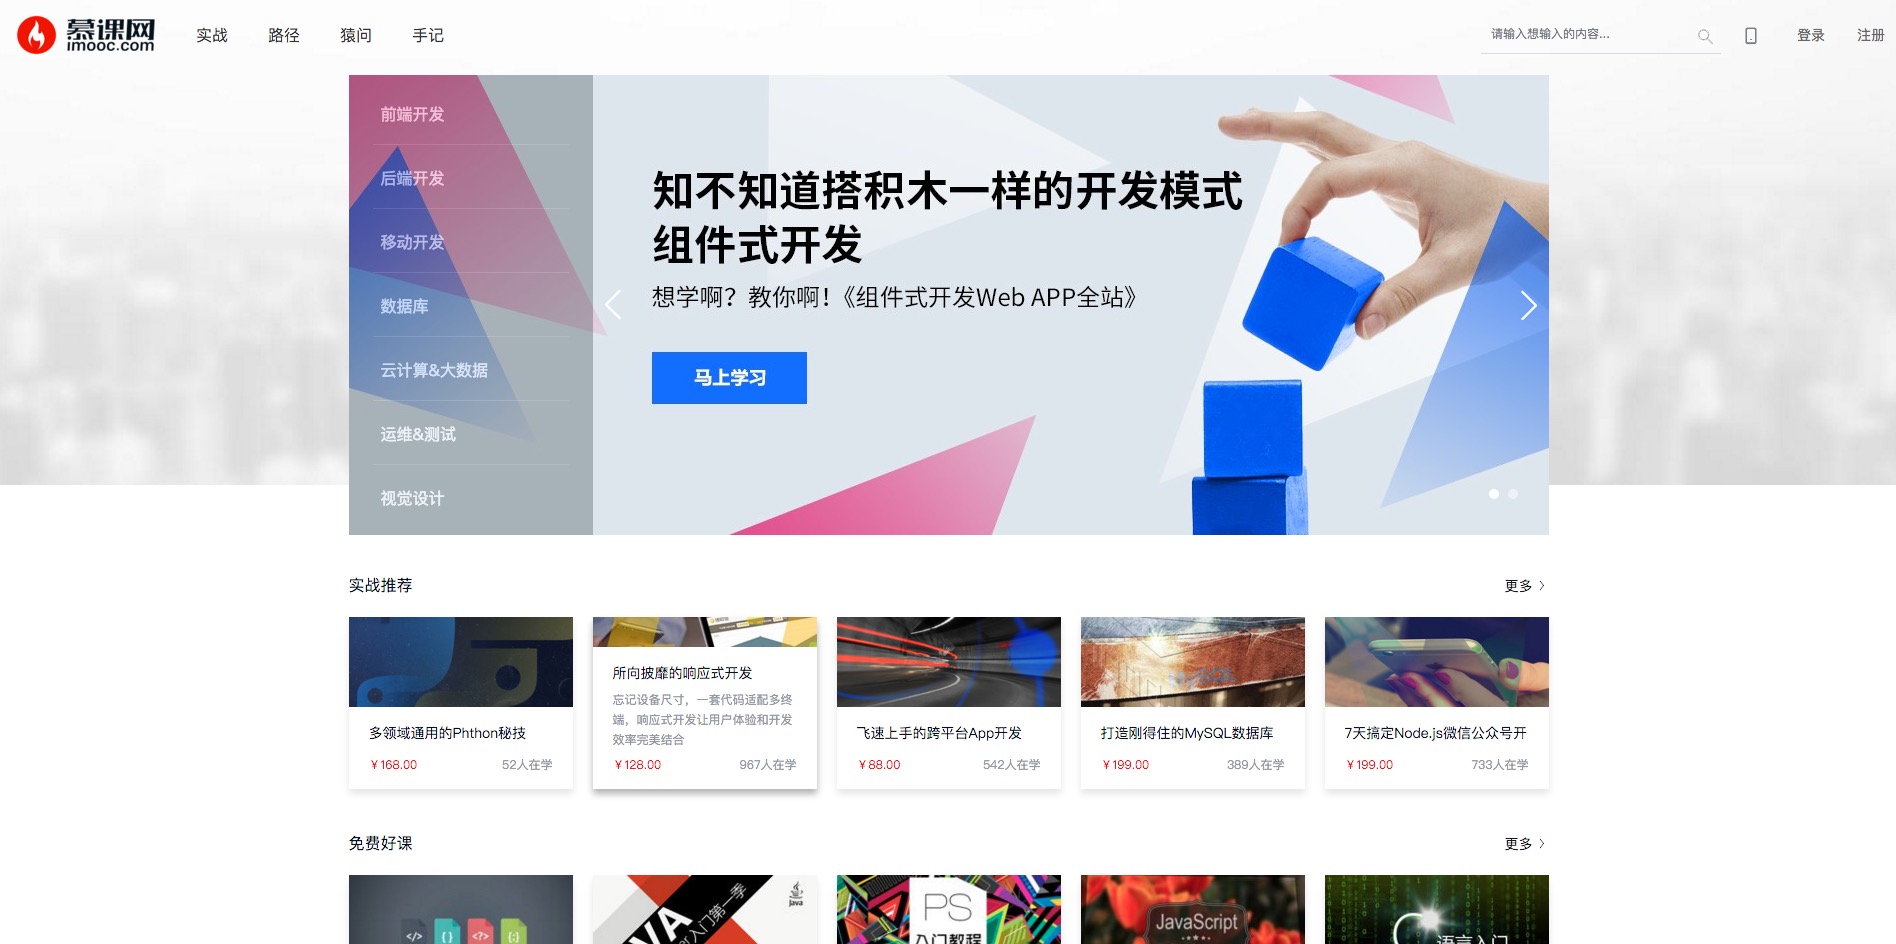 慕课网
imooc.com
实战
路径
猿问
手记
请输入想输入的内容...
登录
注册
前端开发
后端开发
移动开发
数据库
云计算&大数据
运维&测试
视觉设计
知不知道搭积木一样的开发模式
组件式开发
想学啊？教你啊！《组件式开发Web APP全站》
马上学习
实战推荐
更多
多领域通用的Phthon秘技
￥168.00
52人在学
所向披靡的响应式开发
忘记设备尺寸，一套代码适配多终
端，响应式开发让用户体验和开发
效率完美结合
￥128.00
967人在学
飞速上手的跨平台App开发
￥88.00
542人在学
MySQL
打造刚得住的MySQL数据库
￥199.00
389人在学
7天搞定Node.js微信公众号开
￥199.00
733人在学
免费好课
更多
</>
{ }
<?>
{;}
入门第一季
Java
PS
入门教程
JavaScript
语言入门